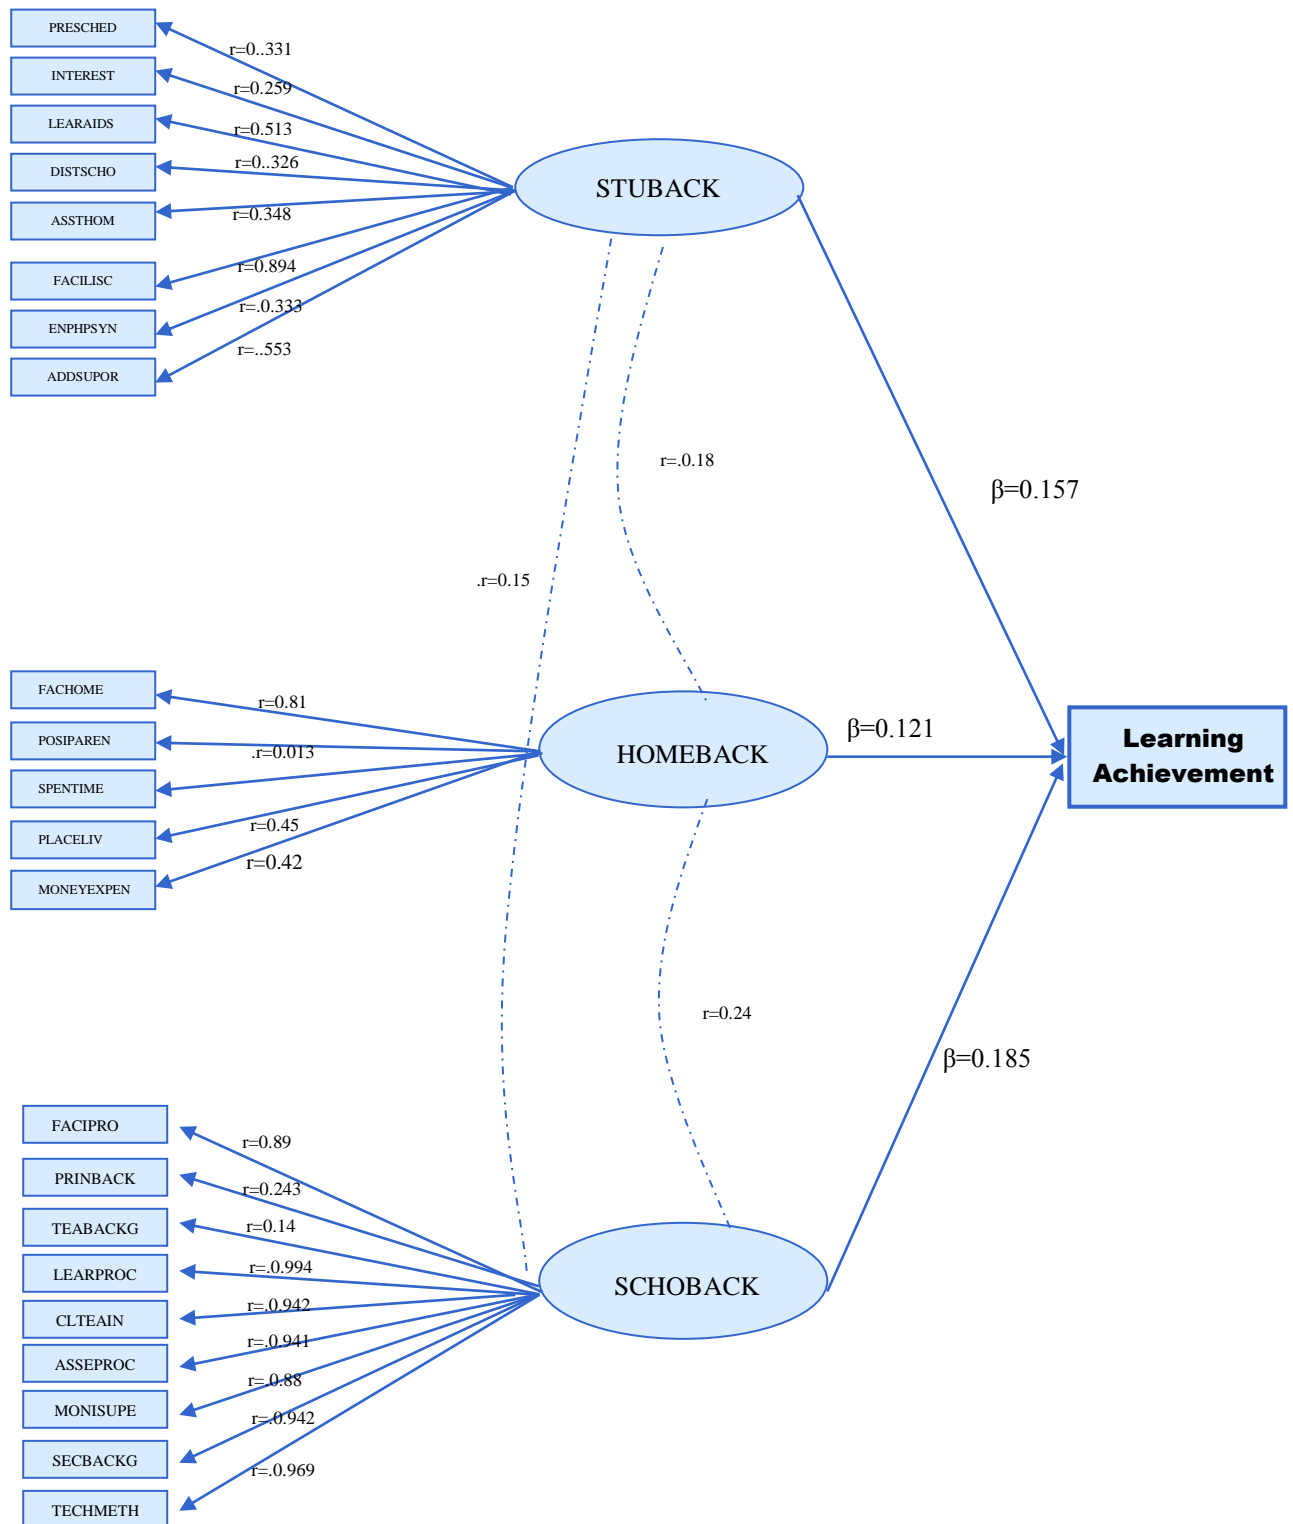 PRESCHED
r=0..331
INTEREST
r=0.259
LEARAIDS
r=0.513
DISTSCHO
r=0..326
ASSTHOM
r=0.348
FACILISC
r=0.894
ENPHPSYN
r=.0.333
ADDSUPOR
r=..553
STUBACK
r=.0.18
β=0.157
.r=0.15
FACHOME
r=0.81
POSIPAREN
.r=0.013
SPENTIME
PLACELIV
r=0.45
MONEYEXPEN
r=0.42
HOMEBACK
β=0.121
Learning
Achievement
r=0.24
β=0.185
FACIPRO
r=0.89
PRINBACK
r=0.243
TEABACKG
r=0.14
LEARPROC
r=.0.994
CLTEAIN
r=.0.942
ASSEPROC
r=.0.941
MONISUPE
r=.0.88
SECBACKG
r=.0.942
TECHMETH
r=.0.969
SCHOBACK